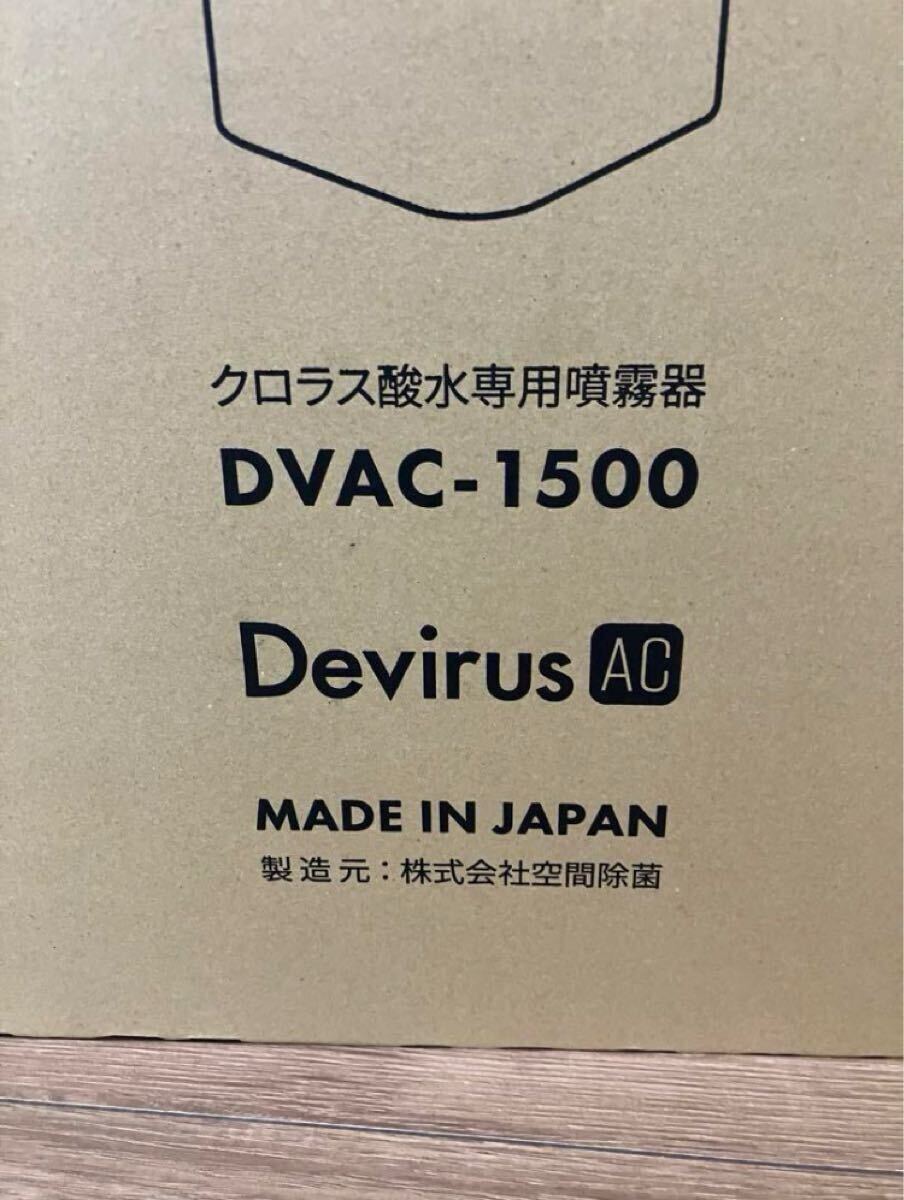 クロラス酸水専用噴霧器
DVAC-1500
Devirus AC
MADE IN JAPAN
製造元：株式会社空間除菌